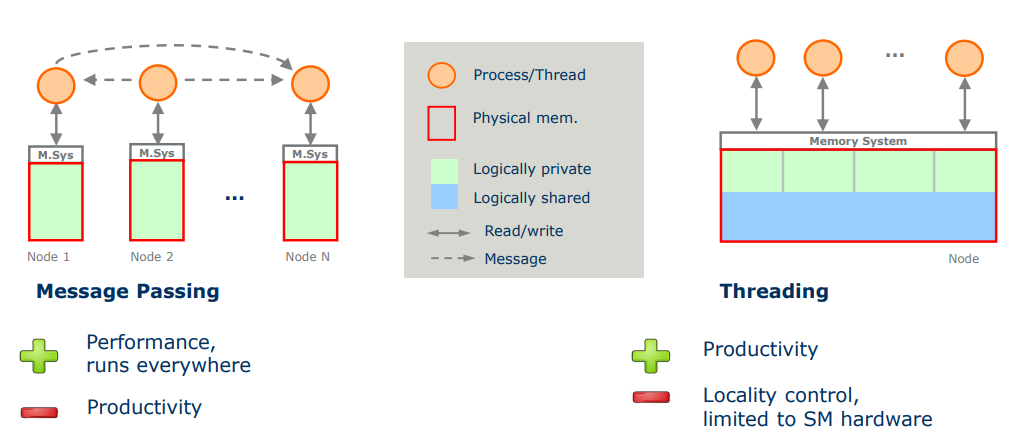 M.Sys
M.Sys
...
M.Sys
Node 1
Node 2
Node N
Message Passing
Performance,
runs everywhere
Productivity
Process/Thread
Physical mem.
Logically private
Logically shared
Read/write
Message
...
Memory System
Node
Threading
Productivity
Locality control,
limited to SM hardware